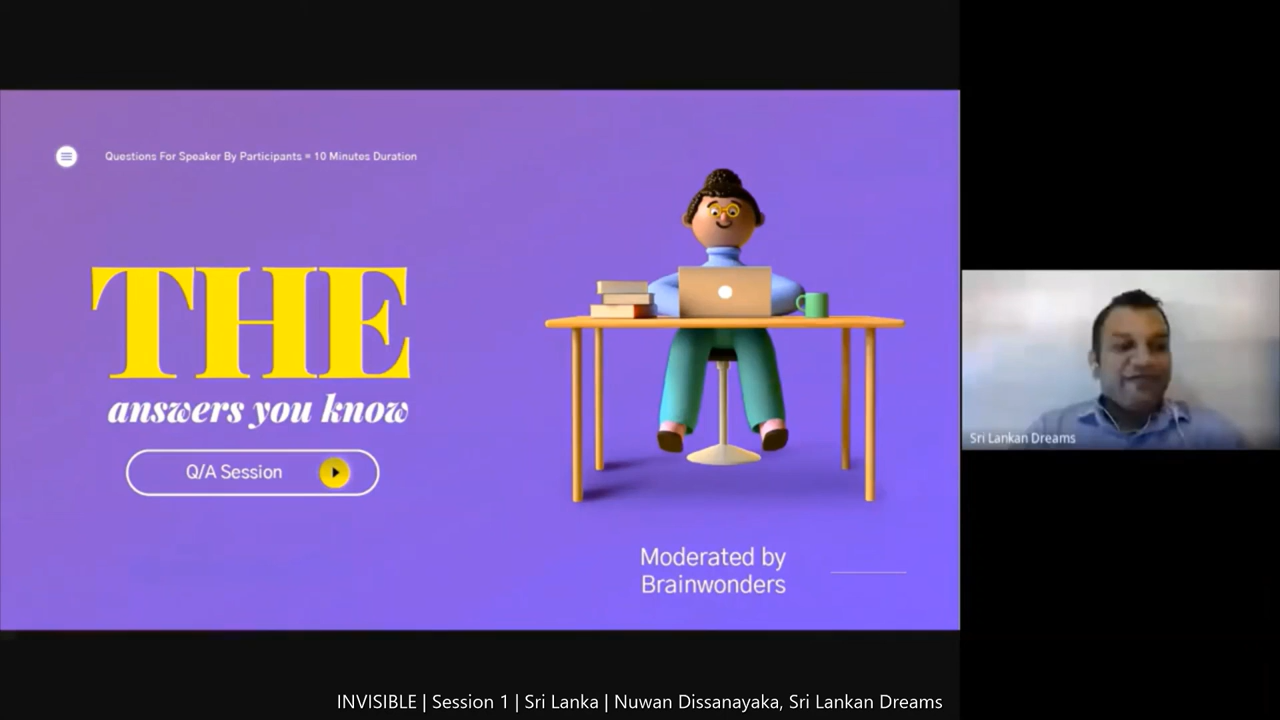 Questions For Speaker By Participants = 10 Minutes Duration
THE
answers you know
Q/A Session
Moderated by
Brainwonders
Sri Lankan Dreams
INVISIBLE | Session 1 | Sri Lanka | Nuwan Dissanayaka, Sri Lankan Dreams